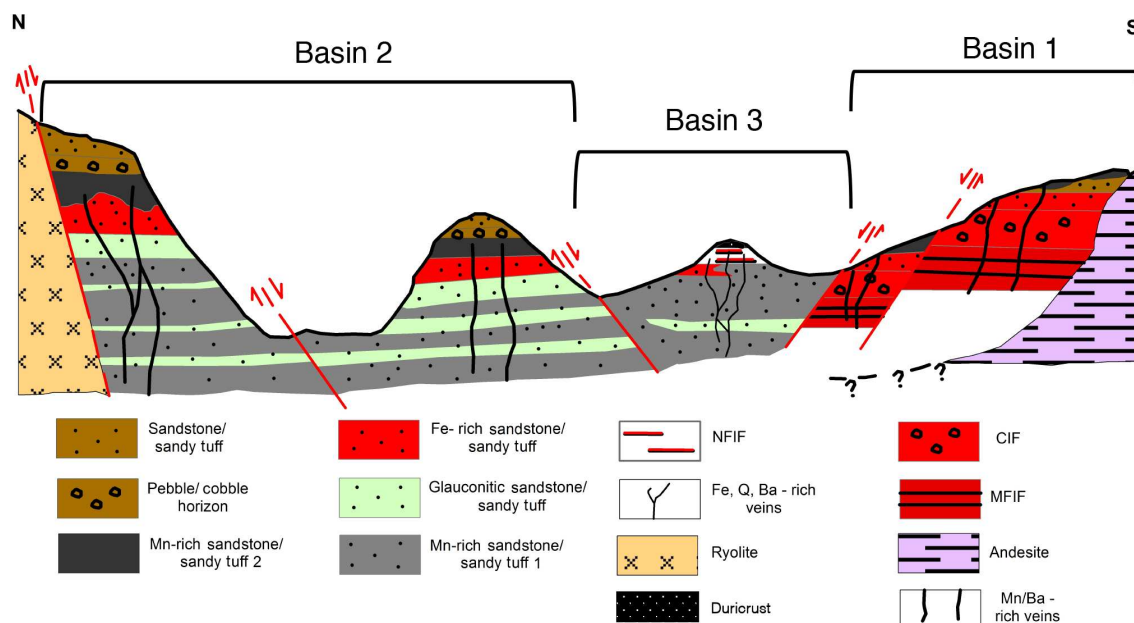 N
S
Basin 2
Basin 1
Basin 3
? ? ?
Sandstone/
sandy tuff
Fe- rich sandstone/
sandy tuff
NFIF
CIF
Pebble/ cobble
horizon
Glauconitic sandstone/
sandy tuff
Fe, Q, Ba - rich
veins
MFIF
Mn-rich sandstone/
sandy tuff 2
Mn-rich sandstone/
sandy tuff 1
Ryolite
Andesite
Duricrust
Mn/Ba -
rich veins